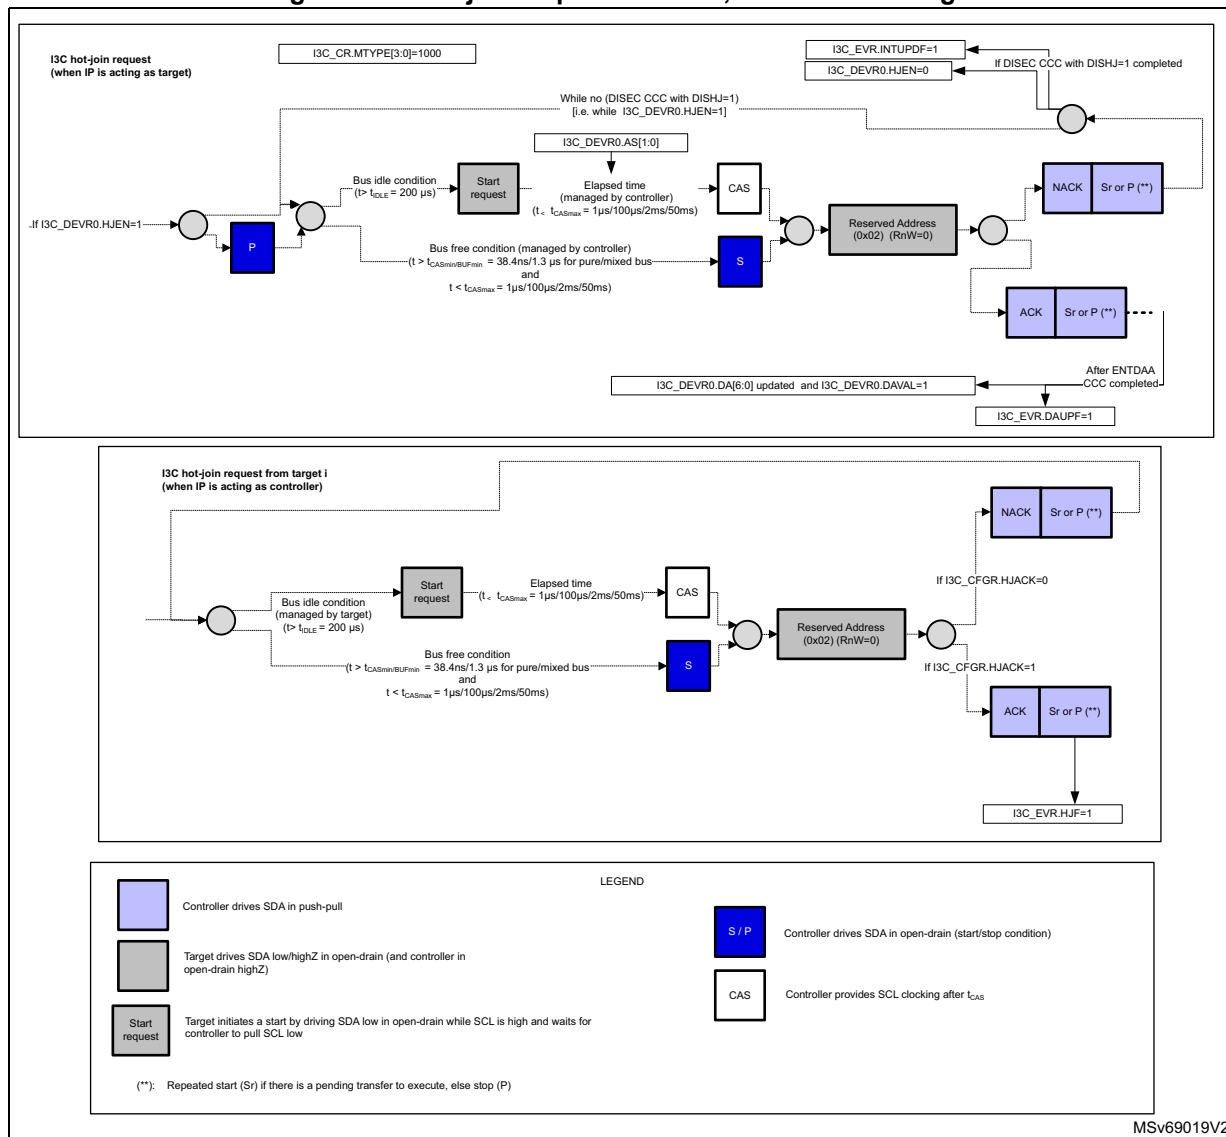 I3C hot-join request
(when IP is acting as target)
I3C_CR.MTYPE[3:0]=1000
I3C_EVR.INTUPDF=1
I3C_DEVR0.HJEN=0
If DISEC CCC with DISHJ=1 completed
While no (DISEC CCC with DISHJ=1)
[i.e. while I3C_DEVR0.HJEN=1]
I3C_DEVR0.AS[1:0]
If I3C_DEVR0.HJEN=1
P
Bus idle condition
(t> tIDLE = 200 µs)
Start
request
Elapsed time
(managed by controller)
(t < tCASmax = 1µs/100µs/2ms/50ms)
CAS
Bus free condition (managed by controller)
(t > tCASmin/BUFmin = 38.4ns/1.3 µs for pure/mixed bus
and
t < tCASmax = 1µs/100µs/2ms/50ms)
S
Reserved Address
(0x02) (RnW=0)
NACK
Sr or P (**)
ACK
Sr or P (**)
After ENTDAA
CCC completed
I3C_DEVR0.DA[6:0] updated and I3C_DEVR0.DAVAL=1
I3C_EVR.DAUPF=1
I3C hot-join request from target i
(when IP is acting as controller)
Bus idle condition
(managed by target)
(t> tIDLE = 200 µs)
Start
request
Elapsed time
(t < tCASmax = 1µs/100µs/2ms/50ms)
CAS
Bus free condition
(t > tCASmin/BUFmin = 38.4ns/1.3 µs for pure/mixed bus
and
t < tCASmax = 1µs/100µs/2ms/50ms)
S
Reserved Address
(0x02) (RnW=0)
If I3C_CFGR.HJACK=0
NACK
Sr or P (**)
If I3C_CFGR.HJACK=1
ACK
Sr or P (**)
I3C_EVR.HJF=1
LEGEND
Controller drives SDA in push-pull
Target drives SDA low/highZ in open-drain (and controller in
open-drain highZ)
Start
request
Target initiates a start by driving SDA low in open-drain while SCL is high and waits for
controller to pull SCL low
S / P
Controller drives SDA in open-drain (start/stop condition)
CAS
Controller provides SCL clocking after tCAS
(**): Repeated start (Sr) if there is a pending transfer to execute, else stop (P)
MSv69019V2